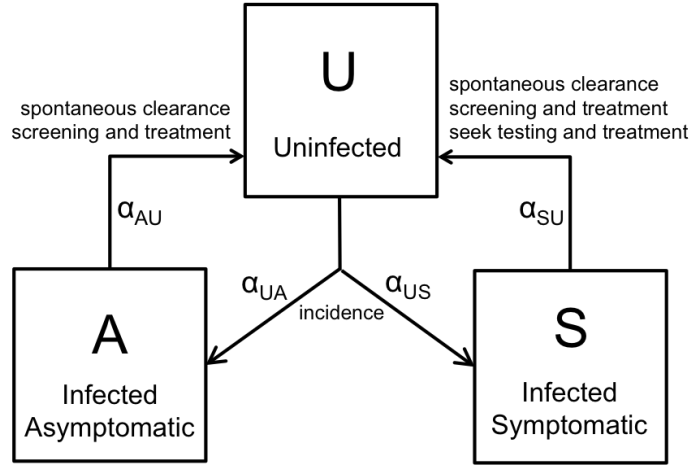 U
Uninfected
spontaneous clearance
screening and treatment
spontaneous clearance
screening and treatment
seek testing and treatment
αAU
αSU
αUA
αUS
incidence
A
Infected
Asymptomatic
S
Infected
Symptomatic